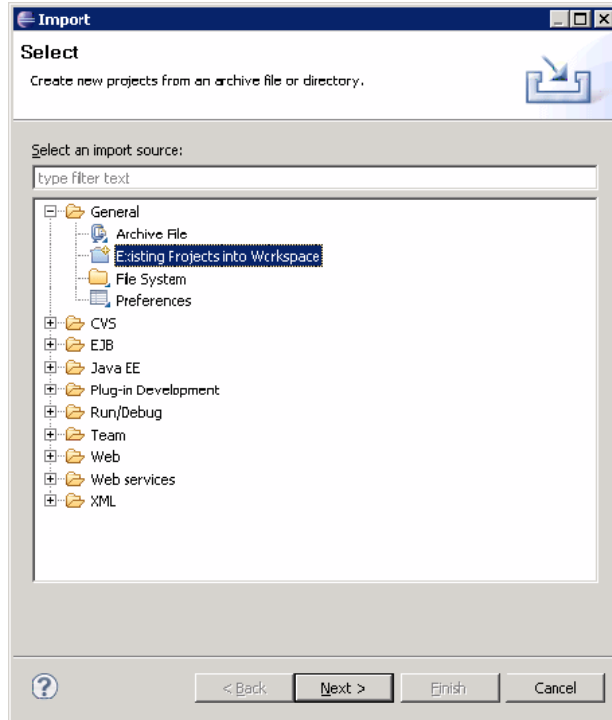 Import
Select
Create new projects from an archive file or directory.
Select an import source:
type filter text
General
Archive File
Existing Projects into Workspace
File System
Preferences
CVS
EJB
Java EE
Plug-in Development
Run/Debug
Team
Web
Web services
XML
?
< Back
Next >
Finish
Cancel